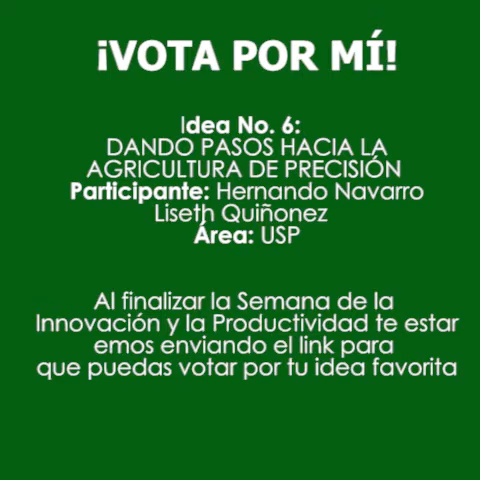 ¡VOTA POR MÍ!
Idea No. 6:
DANDO PASOS HACIA LA
AGRICULTURA DE PRECISIÓN
Participante: Hernando Navarro
Liseth Quiñonez
Área: USP
Al finalizar la Semana de la
Innovación y la Productividad te estar
emos enviando el link para
que puedas votar por tu idea favorita